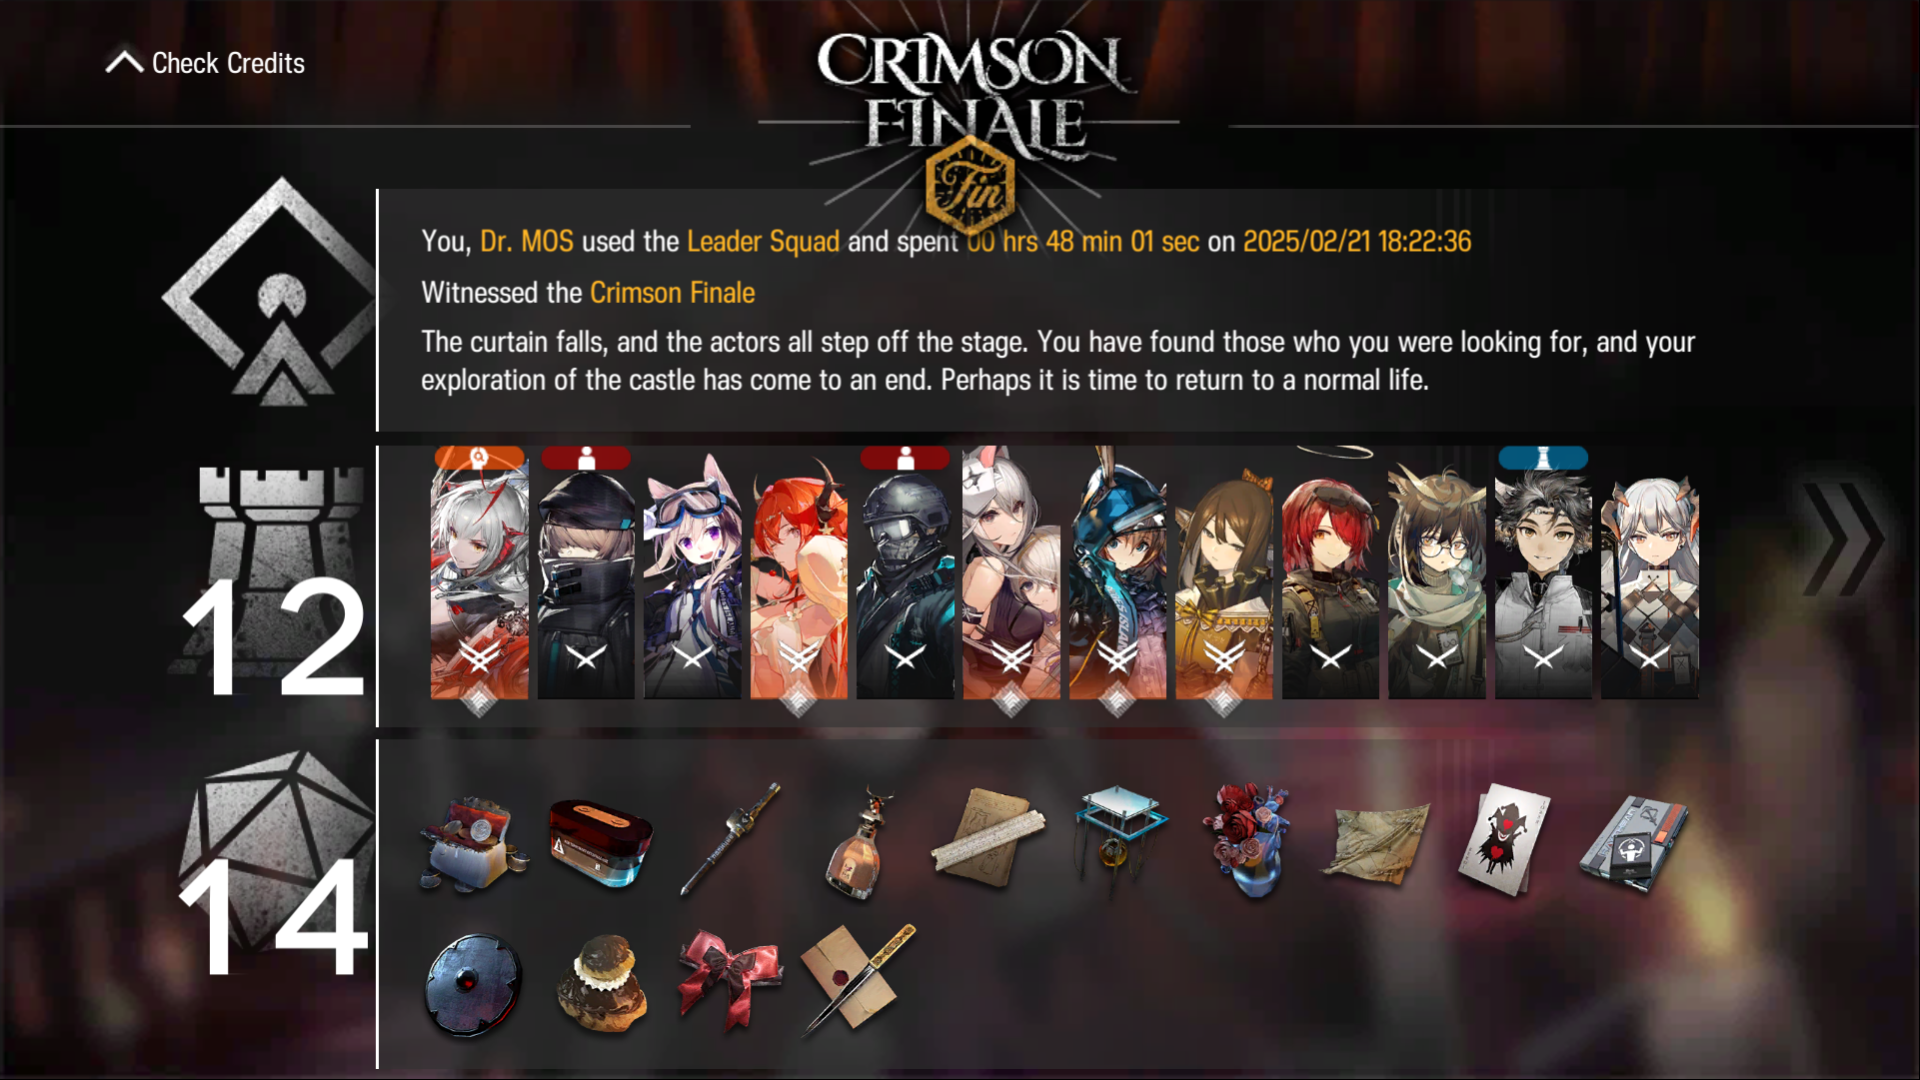 Check Credits
CRIMSON
FINALE
Fin
You, Dr. MOS used the Leader Squad and spent 00 hrs 48 min 01 sec on 2025/02/21 18:22:36
Witnessed the Crimson Finale
The curtain falls, and the actors all step off the stage. You have found those who you were looking for, and your
exploration of the castle has come to an end. Perhaps it is time to return to a normal life.
12
14